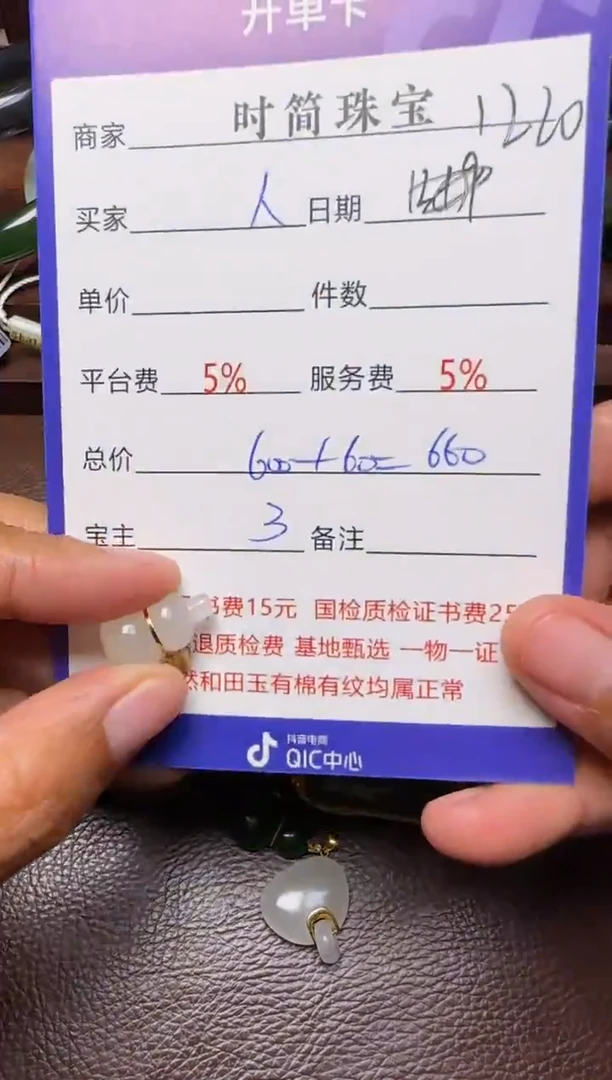 开单卡
商家 时简珠宝 1220
买家 人 日期
单价 件数
平台费 5% 服务费 5%
总价 600+60=660
宝主 3 备注
书费15元 国检质检证书费25
退质检费 基地甄选 一物一证
然和田玉有棉有纹均属正常
抖音电商
QIC中心